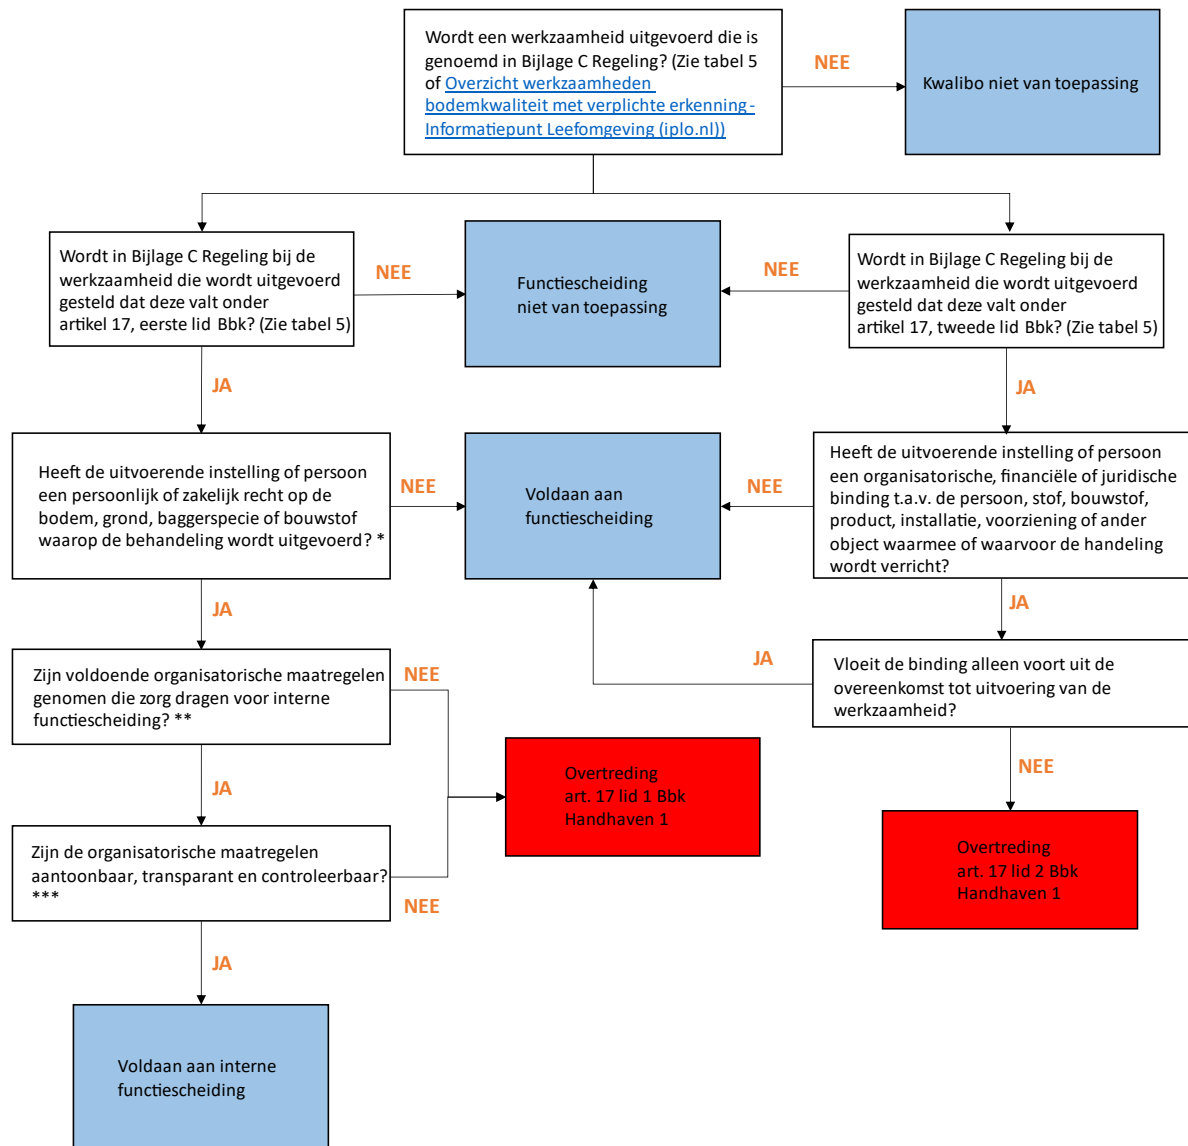 Wordt een werkzaamheid uitgevoerd die is
genoemd in Bijlage C Regeling? (Zie tabel 5
of Overzicht werkzaamheden
bodemkwaliteit met verplichte erkenning -
Informatiepunt Leefomgeving (iplo.nl))
NEE
Kwalibo niet van toepassing
Wordt in Bijlage C Regeling bij de
werkzaamheid die wordt uitgevoerd
gesteld dat deze valt onder
artikel 17, eerste lid Bbk? (Zie tabel 5)
NEE
Functiescheiding
niet van toepassing
NEE
Wordt in Bijlage C Regeling bij de
werkzaamheid die wordt uitgevoerd
gesteld dat deze valt onder
artikel 17, tweede lid Bbk? (Zie tabel 5)
JA
JA
Heeft de uitvoerende instelling of persoon
een persoonlijk of zakelijk recht op de
bodem, grond, baggerspecie of bouwstof
waarop de behandeling wordt uitgevoerd? *
NEE
Voldaan aan
functiescheiding
NEE
Heeft de uitvoerende instelling of persoon
een organisatorische, financiële of juridische
binding t.a.v. de persoon, stof, bouwstof,
product, installatie, voorziening of ander
object waarmee of waarvoor de handeling
wordt verricht?
JA
JA
Zijn voldoende organisatorische maatregelen
genomen die zorg dragen voor interne
functiescheiding? **
NEE
JA
Vloeit de binding alleen voort uit de
overeenkomst tot uitvoering van de
werkzaamheid?
JA
NEE
Overtreding
art. 17 lid 1 Bbk
Handhaven 1
Zijn de organisatorische maatregelen
aantoonbaar, transparant en controleerbaar?
***
NEE
Overtreding
art. 17 lid 2 Bbk
Handhaven 1
JA
Voldaan aan interne
functiescheiding